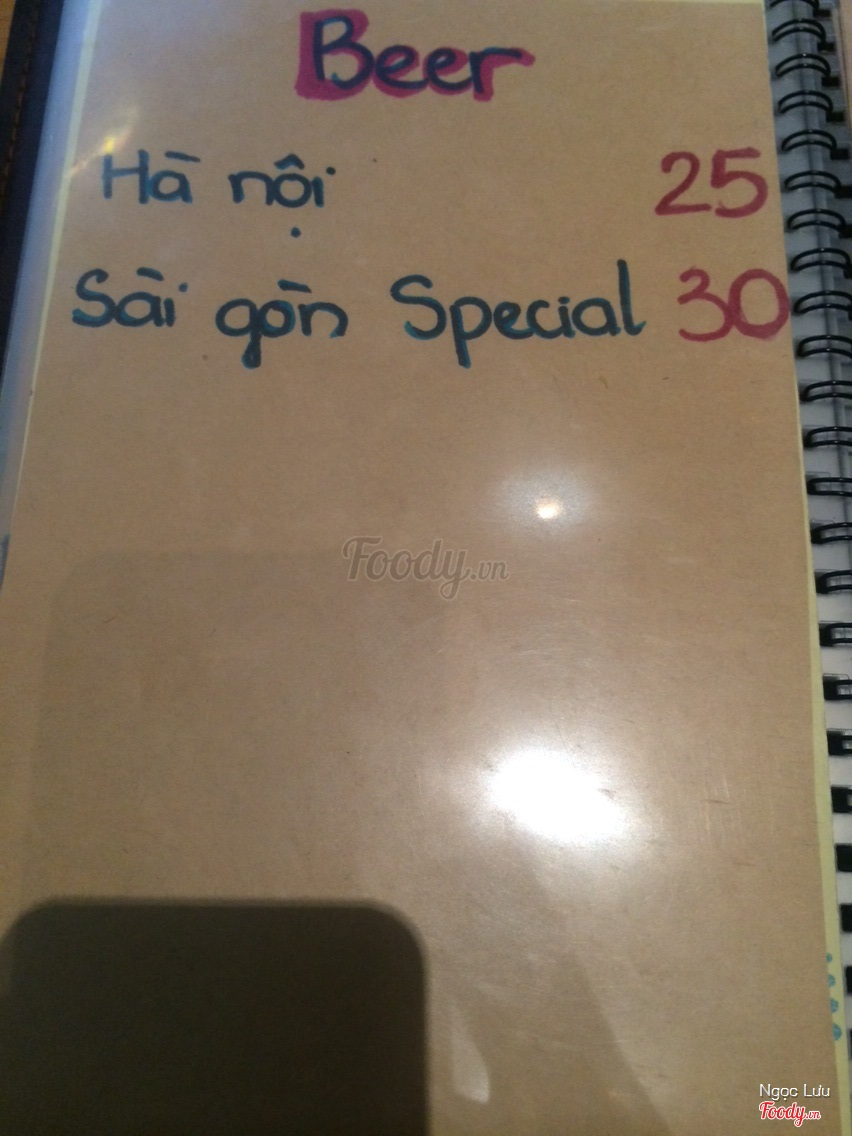 Beer
Hà nội 25
Sài gòn Special 30
Foody.vn
Ngọc Lưu
Foody.vn